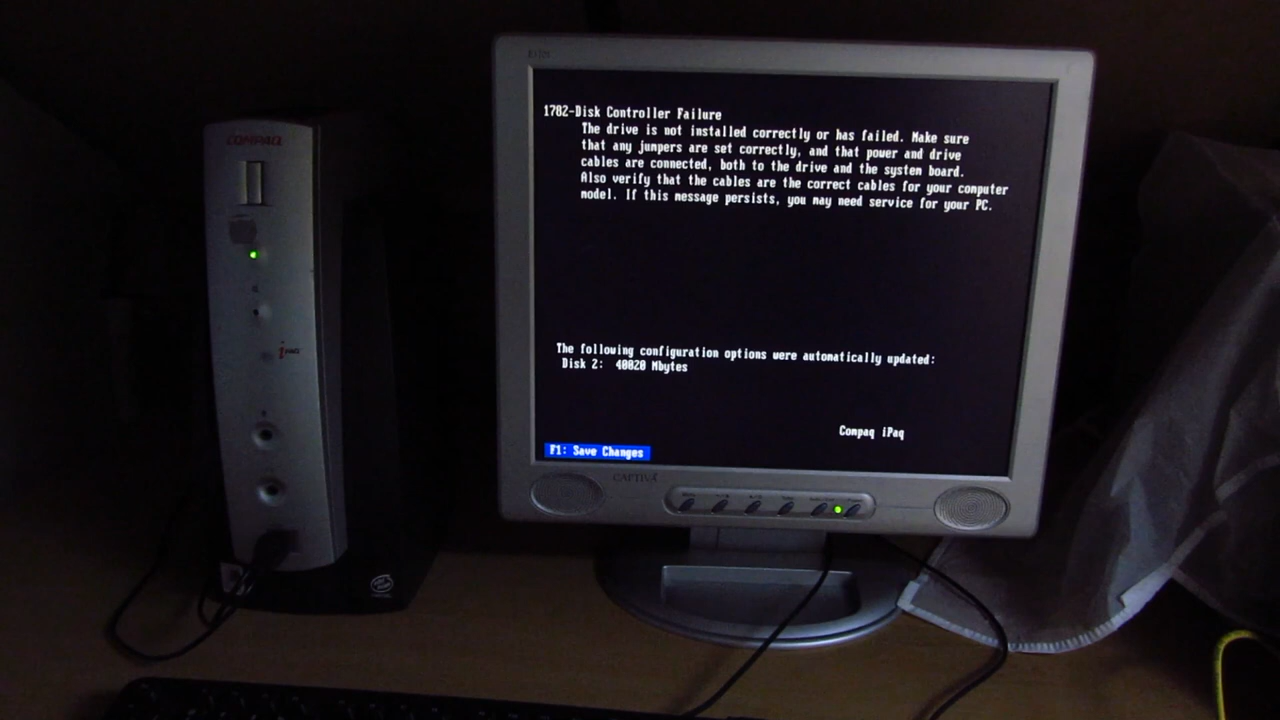 COMPAQ
1782-Disk Controller Failure
The drive is not installed correctly or has failed. Make sure
that any jumpers are set correctly, and that power and drive
cables are connected, both to the drive and the system board.
Also verify that the cables are the correct cables for your computer
model. If this message persists, you may need service for your PC.
iPAQ
The following configuration options were automatically updated:
Disk 2: 40020 Mbytes
Compaq iPaq
F1: Save Changes
CAPTIVA